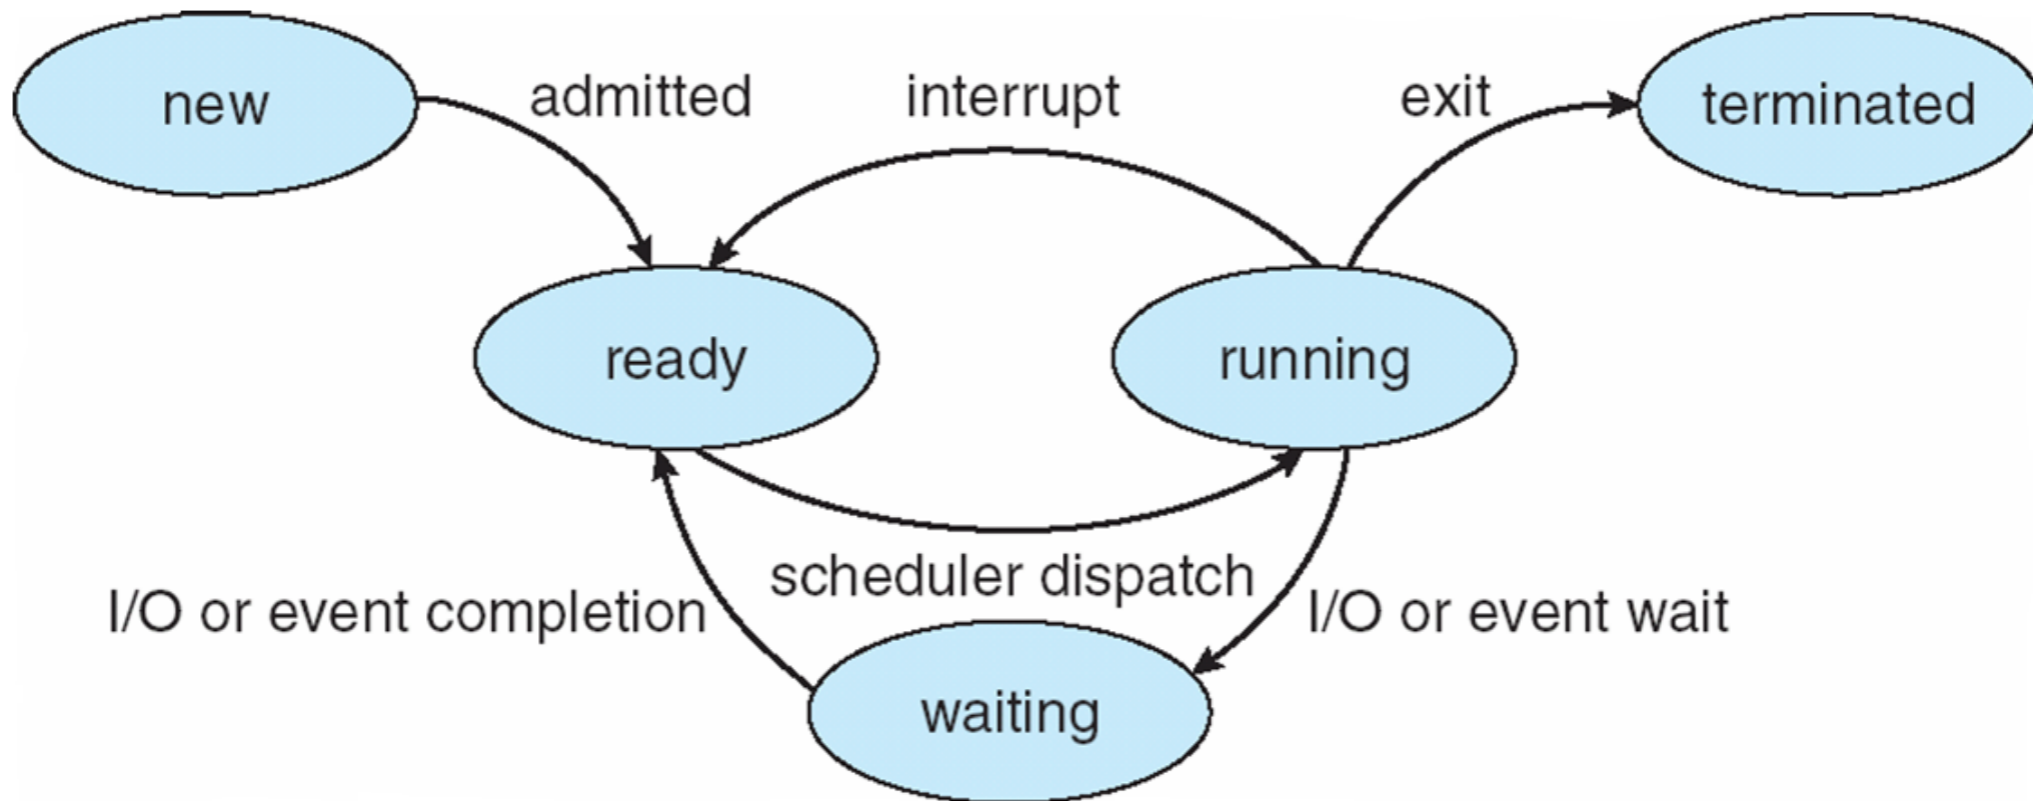 new
admitted
interrupt
exit
terminated
ready
running
scheduler dispatch
I/O or event completion
I/O or event wait
waiting